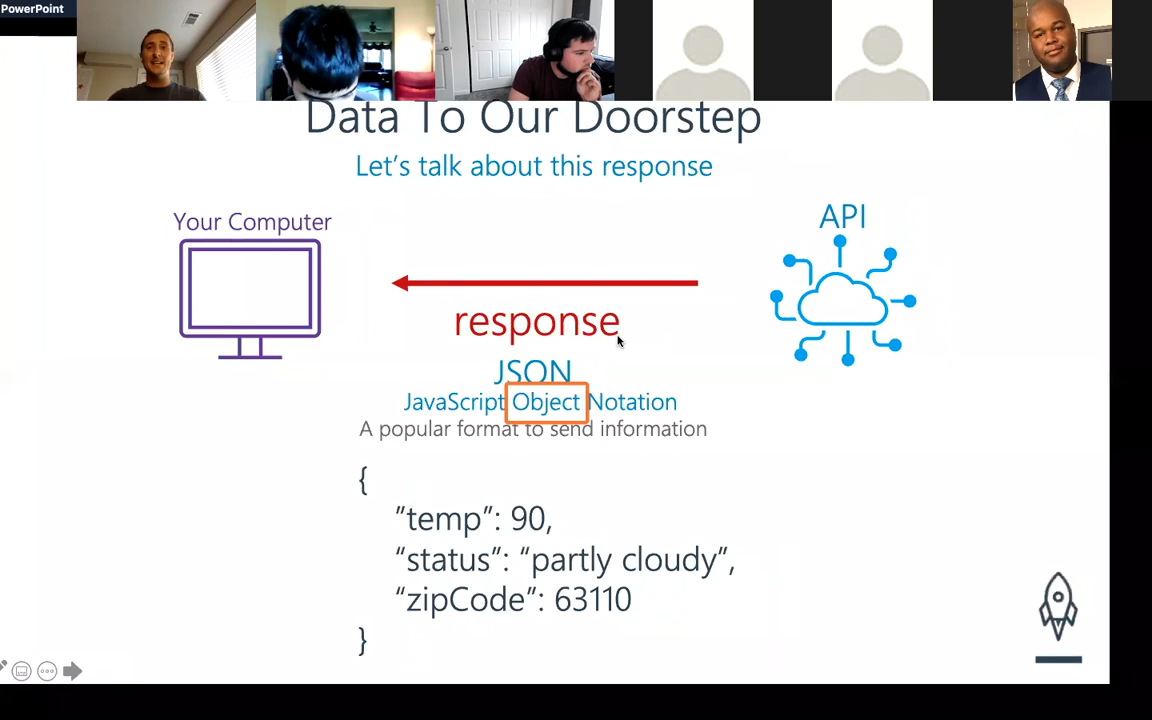 PowerPoint
Data To Our Doorstep
Let's talk about this response
Your Computer
API
response
JSON
JavaScript Object Notation
A popular format to send information
{
“temp”: 90,
“status”: “partly cloudy”,
“zipCode”: 63110
}